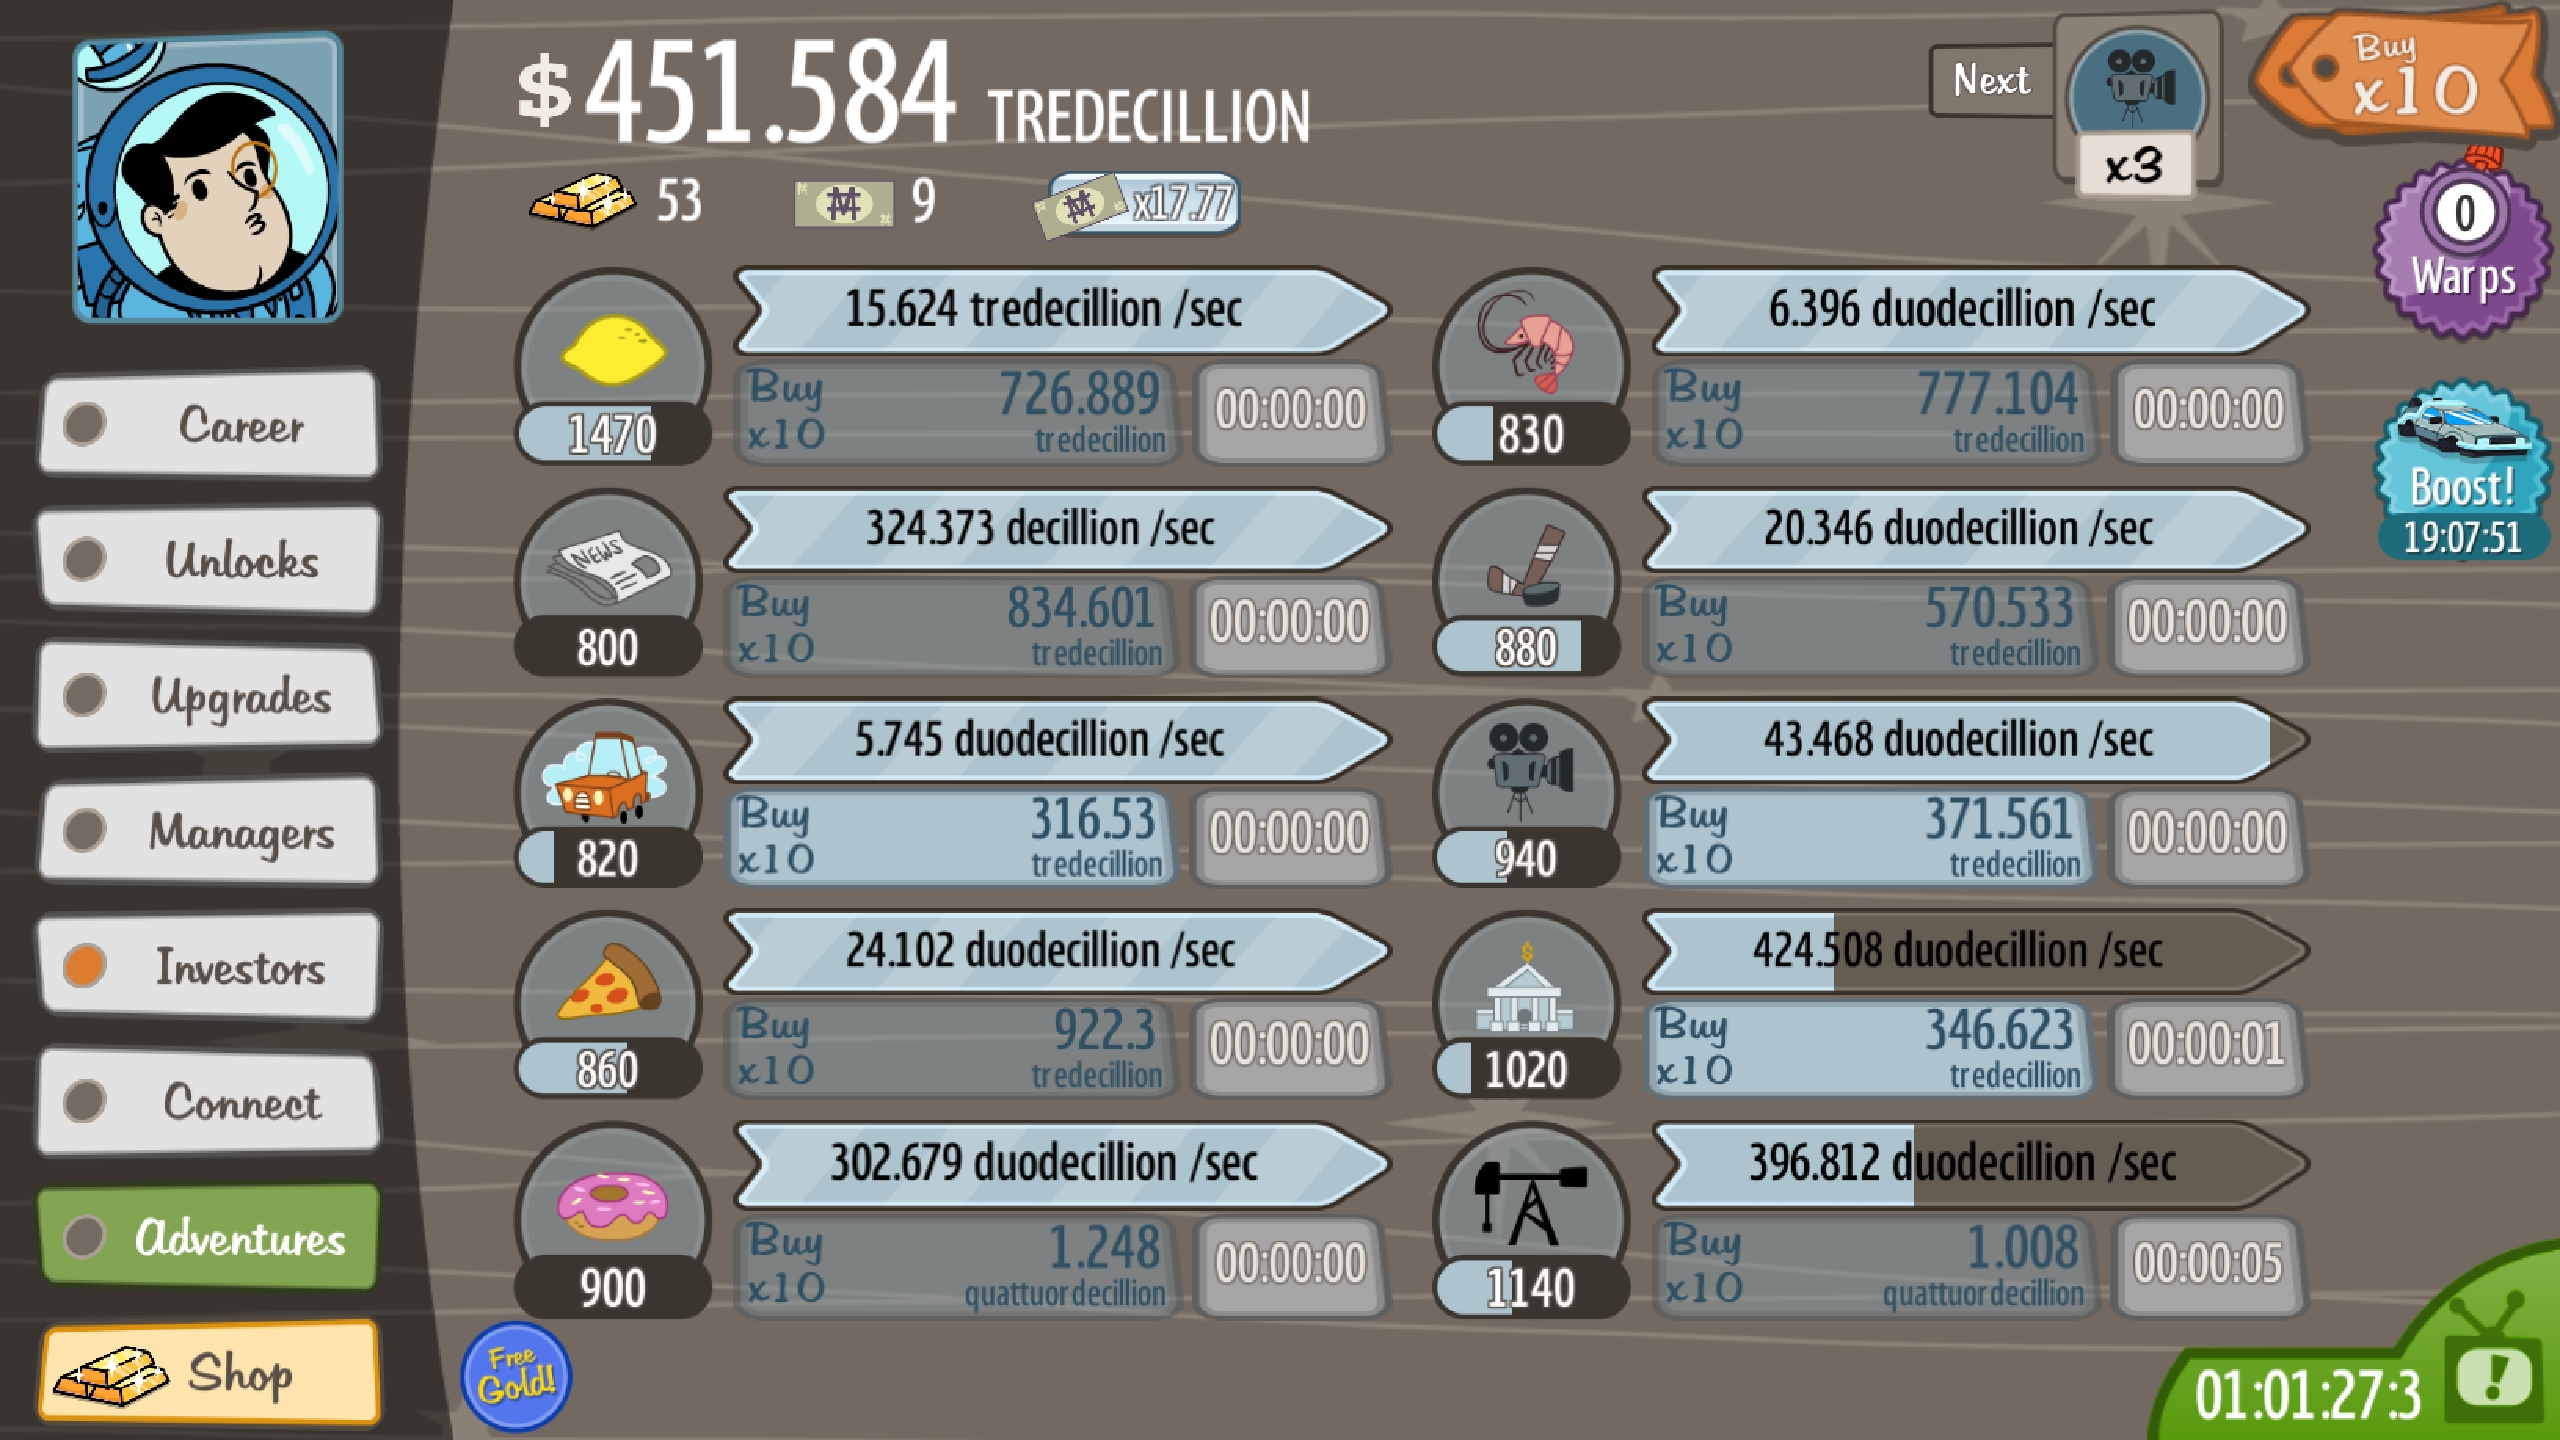 $451.584 TREDECILLION
Next
x3
Buy
x10
53
9
x17.77
0
Warps
Boost!
19:07:51
Career
Unlocks
Upgrades
Managers
Investors
Connect
Adventures
Shop
15.624 tredecillion /sec
1470
Buy x10
726.889 tredecillion
00:00:00
6.396 duodecillion /sec
830
Buy x10
777.104 tredecillion
00:00:00
NEWS
324.373 decillion /sec
800
Buy x10
834.601 tredecillion
00:00:00
20.346 duodecillion /sec
880
Buy x10
570.533 tredecillion
00:00:00
5.745 duodecillion /sec
820
Buy x10
316.53 tredecillion
00:00:00
43.468 duodecillion /sec
940
Buy x10
371.561 tredecillion
00:00:00
24.102 duodecillion /sec
860
Buy x10
922.3 tredecillion
00:00:00
$
424.508 duodecillion /sec
1020
Buy x10
346.623 tredecillion
00:00:01
302.679 duodecillion /sec
900
Buy x10
1.248 quattuordecillion
00:00:00
396.812 duodecillion /sec
1140
Buy x10
1.008 quattuordecillion
00:00:05
Free
Gold!
01:01:27:3
!